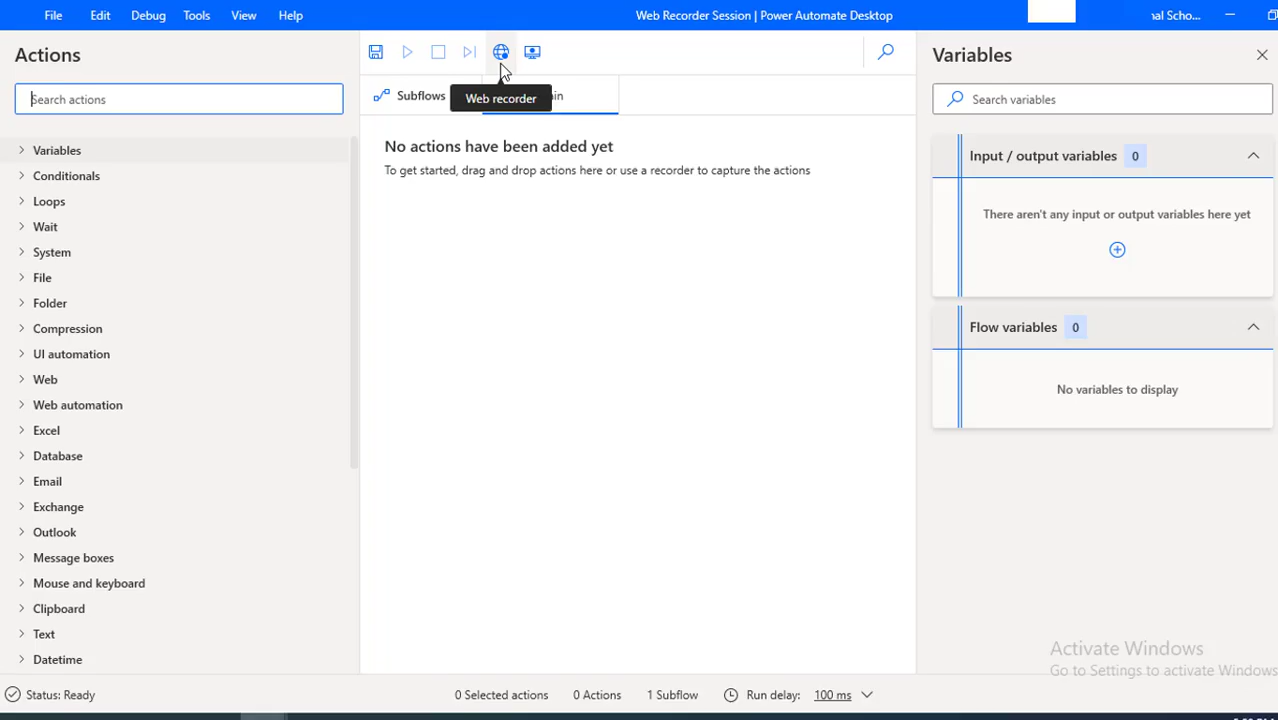 File Edit Debug Tools View Help
Web Recorder Session | Power Automate Desktop
nal Scho...
Actions
Search actions
Variables
Conditionals
Loops
Wait
System
File
Folder
Compression
UI automation
Web
Web automation
Excel
Database
Email
Exchange
Outlook
Message boxes
Mouse and keyboard
Clipboard
Text
Datetime
Subflows
Web recorder
No actions have been added yet
To get started, drag and drop actions here or use a recorder to capture the actions
Variables
Search variables
Input / output variables 0
There aren't any input or output variables here yet
Flow variables 0
No variables to display
Activate Windows
Go to Settings to activate Windows
Status: Ready
0 Selected actions 0 Actions 1 Subflow Run delay: 100 ms